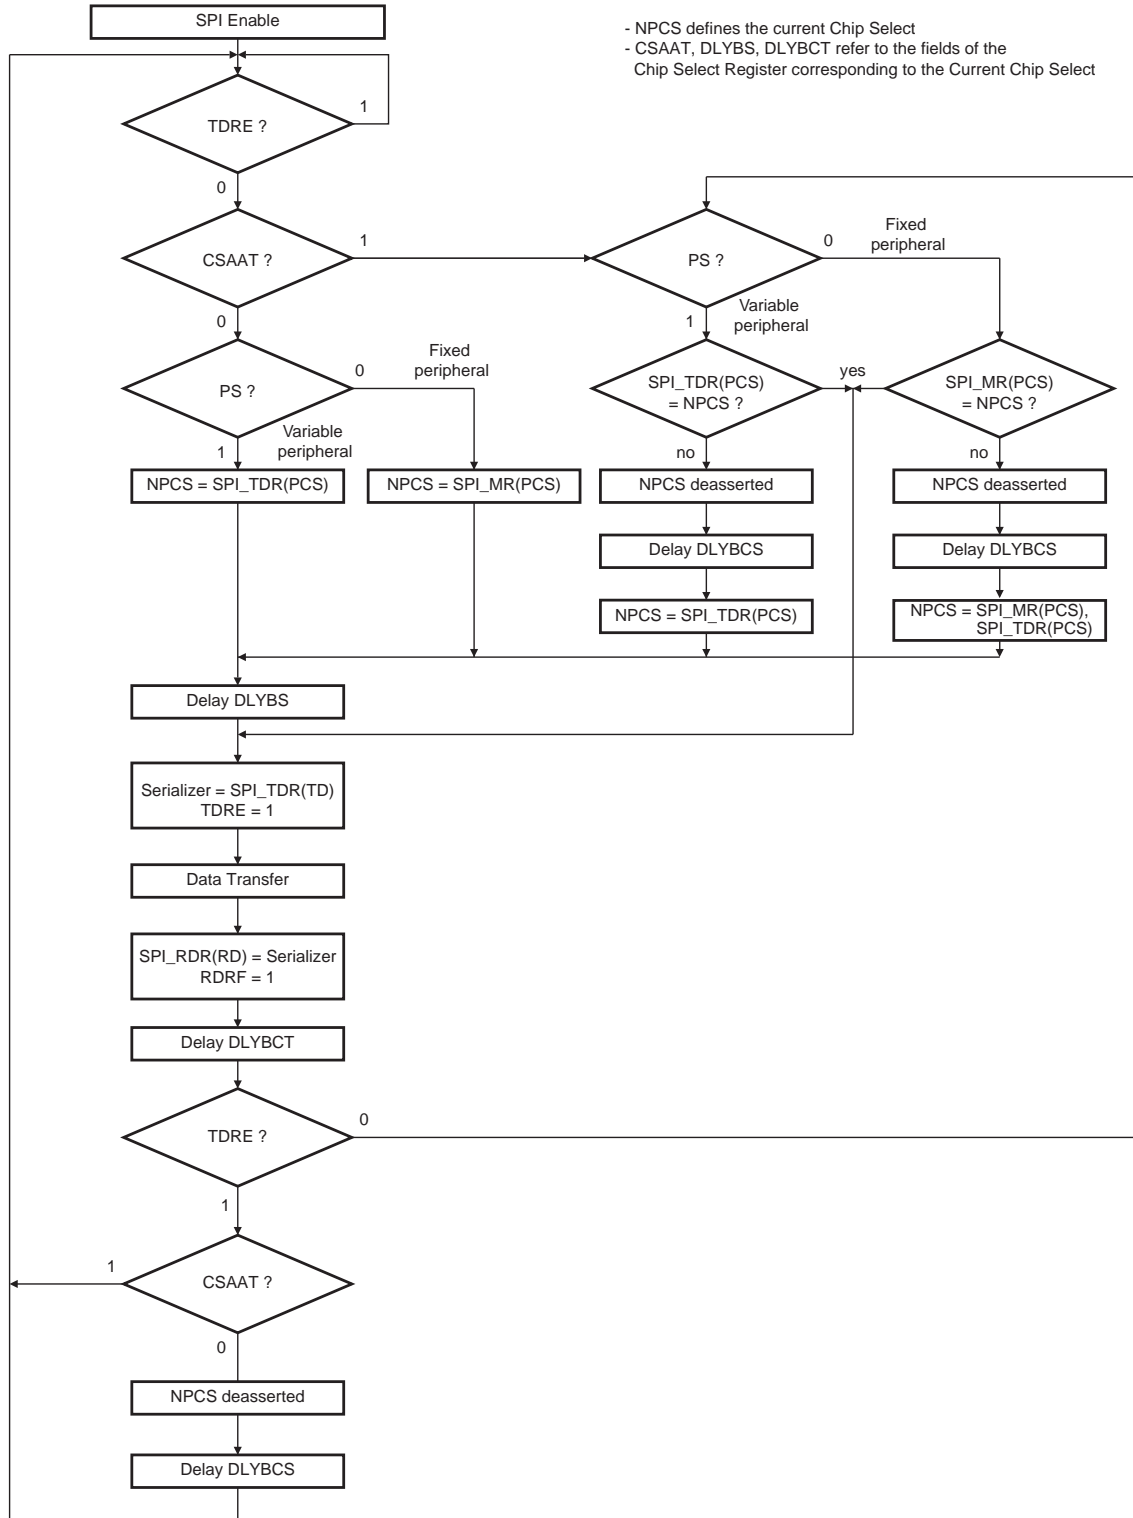 SPI Enable
- NPCS defines the current Chip Select
- CSAAT, DLYBS, DLYBCT refer to the fields of the
Chip Select Register corresponding to the Current Chip Select
1
TDRE ?
0
CSAAT ?
1
PS ?
0
Fixed
peripheral
0
1
Variable
peripheral
PS ?
0
Fixed
peripheral
SPI_TDR(PCS)
= NPCS ?
yes
SPI_MR(PCS)
= NPCS ?
1
Variable
peripheral
no
no
NPCS = SPI_TDR(PCS)
NPCS = SPI_MR(PCS)
NPCS deasserted
NPCS deasserted
Delay DLYBCS
Delay DLYBCS
NPCS = SPI_TDR(PCS)
NPCS = SPI_MR(PCS),
SPI_TDR(PCS)
Delay DLYBS
Serializer = SPI_TDR(TD)
TDRE = 1
Data Transfer
SPI_RDR(RD) = Serializer
RDRF = 1
Delay DLYBCT
TDRE ?
0
1
1
CSAAT ?
0
NPCS deasserted
Delay DLYBCS